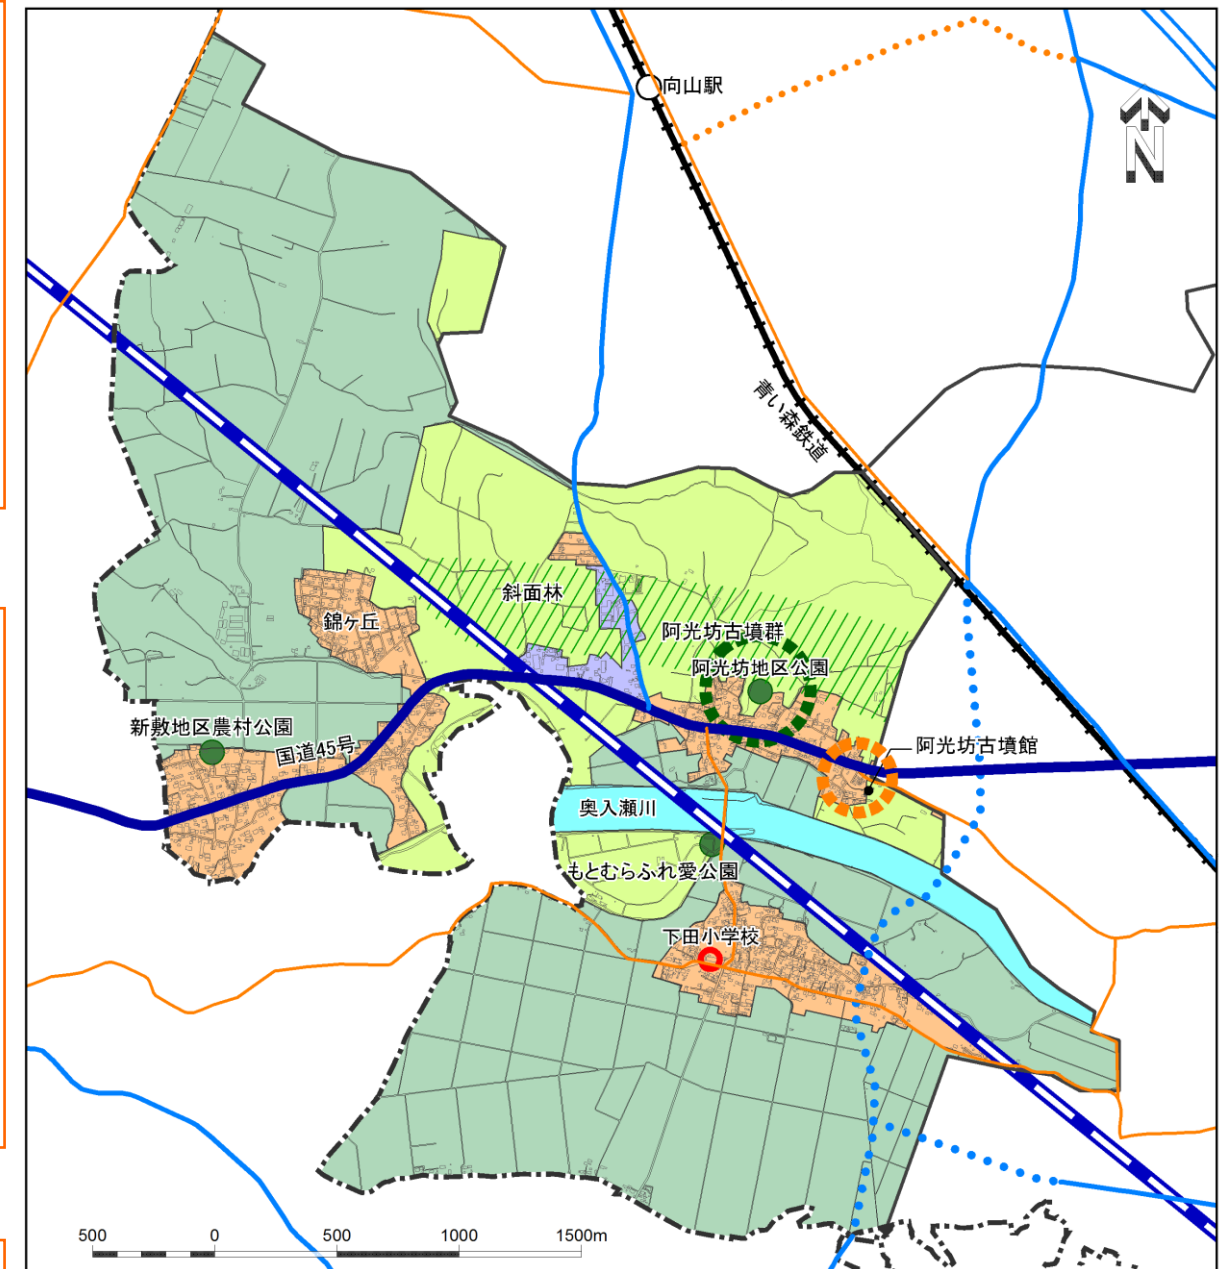 向山駅
N
青い森鉄道
斜面林
錦ヶ丘
阿光坊古墳群
阿光坊地区公園
新敷地区農村公園
国道45号
阿光坊古墳館
奥入瀬川
もとむらふれ愛公園
下田小学校
500 0 500 1000 1500m